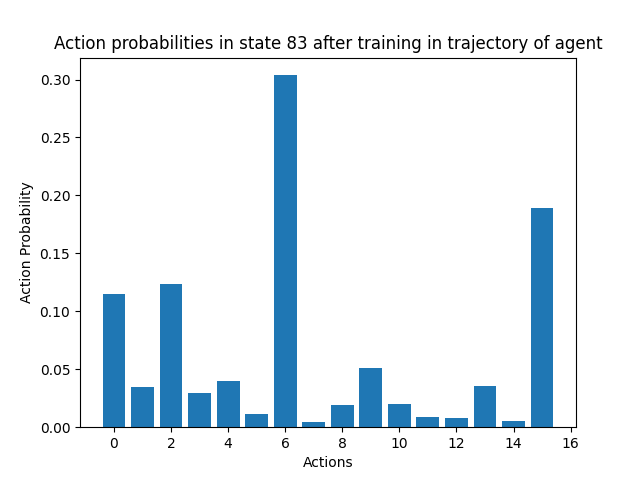 Action probabilities in state 83 after training in trajectory of agent
0.30
0.25
0.20
0.15
0.10
0.05
0.00
Action Probability
0 2 4 6 8 10 12 14 16
Actions